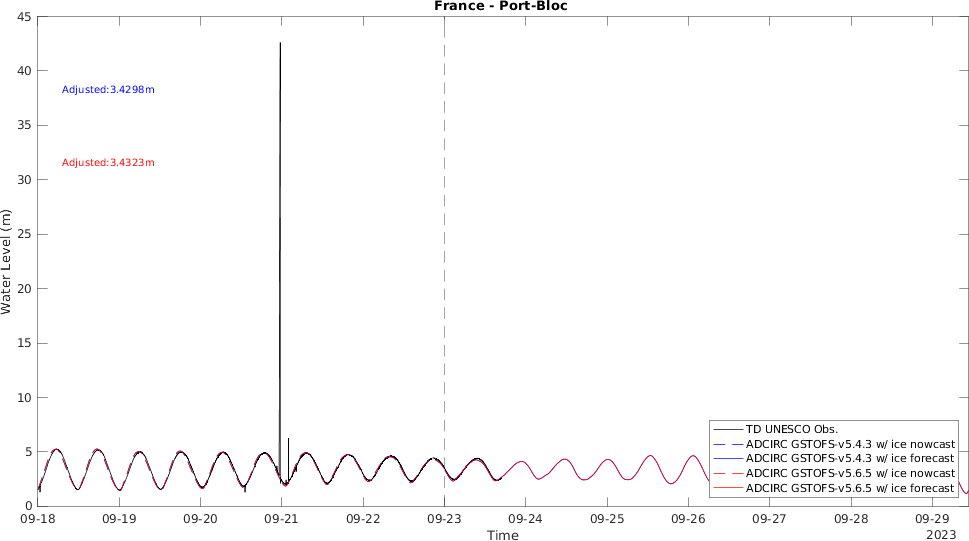 France - Port-Bloc
45
40
35
30
25
20
15
10
5
0
Water Level (m)
Adjusted:3.4298m
Adjusted:3.4323m
TD UNESCO Obs.
ADCIRC GSTOFS-v5.4.3 w/ ice nowcast
ADCIRC GSTOFS-v5.4.3 w/ ice forecast
ADCIRC GSTOFS-v5.6.5 w/ ice nowcast
ADCIRC GSTOFS-v5.6.5 w/ ice forecast
09-18 09-19 09-20 09-21 09-22 09-23 09-24 09-25 09-26 09-27 09-28 09-29
Time
2023